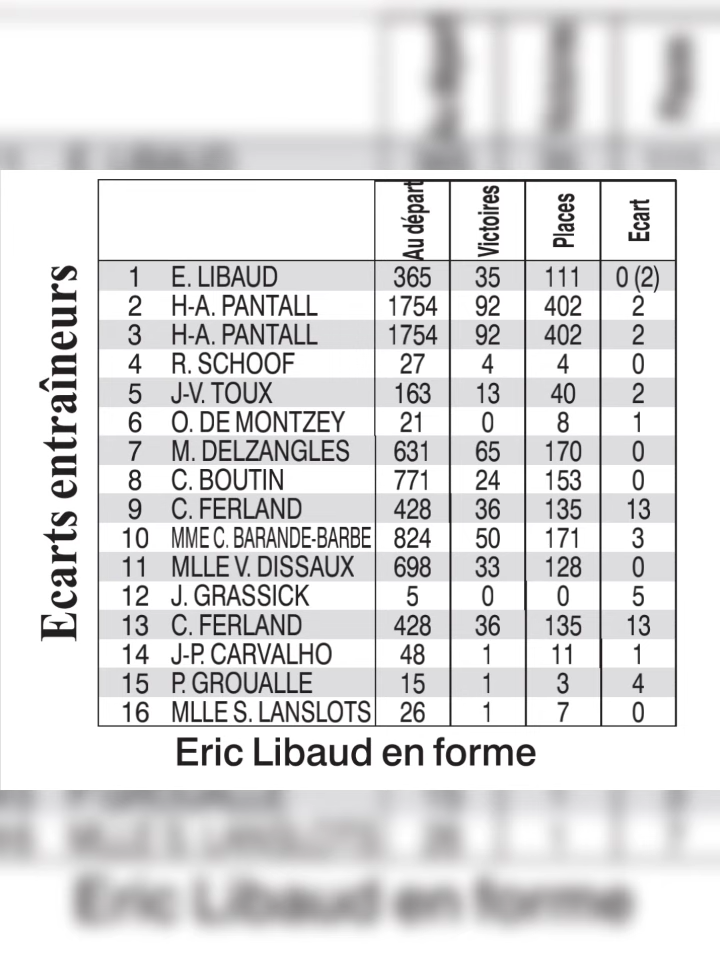 Ecarts entraîneurs
Au départ Victoires Places Ecart
1 E. LIBAUD 365 35 111 0 (2)
2 H-A. PANTALL 1754 92 402 2
3 H-A. PANTALL 1754 92 402 2
4 R. SCHOOF 27 4 4 0
5 J-V. TOUX 163 13 40 2
6 O. DE MONTZEY 21 0 8 1
7 M. DELZANGLES 631 65 170 0
8 C. BOUTIN 771 24 153 0
9 C. FERLAND 428 36 135 13
10 MME C. BARANDE-BARBE 824 50 171 3
11 MLLE V. DISSAUX 698 33 128 0
12 J. GRASSICK 5 0 0 5
13 C. FERLAND 428 36 135 13
14 J-P. CARVALHO 48 1 11 1
15 P. GROUALLE 15 1 3 4
16 MLLE S. LANSLOTS 26 1 7 0
Eric Libaud en forme